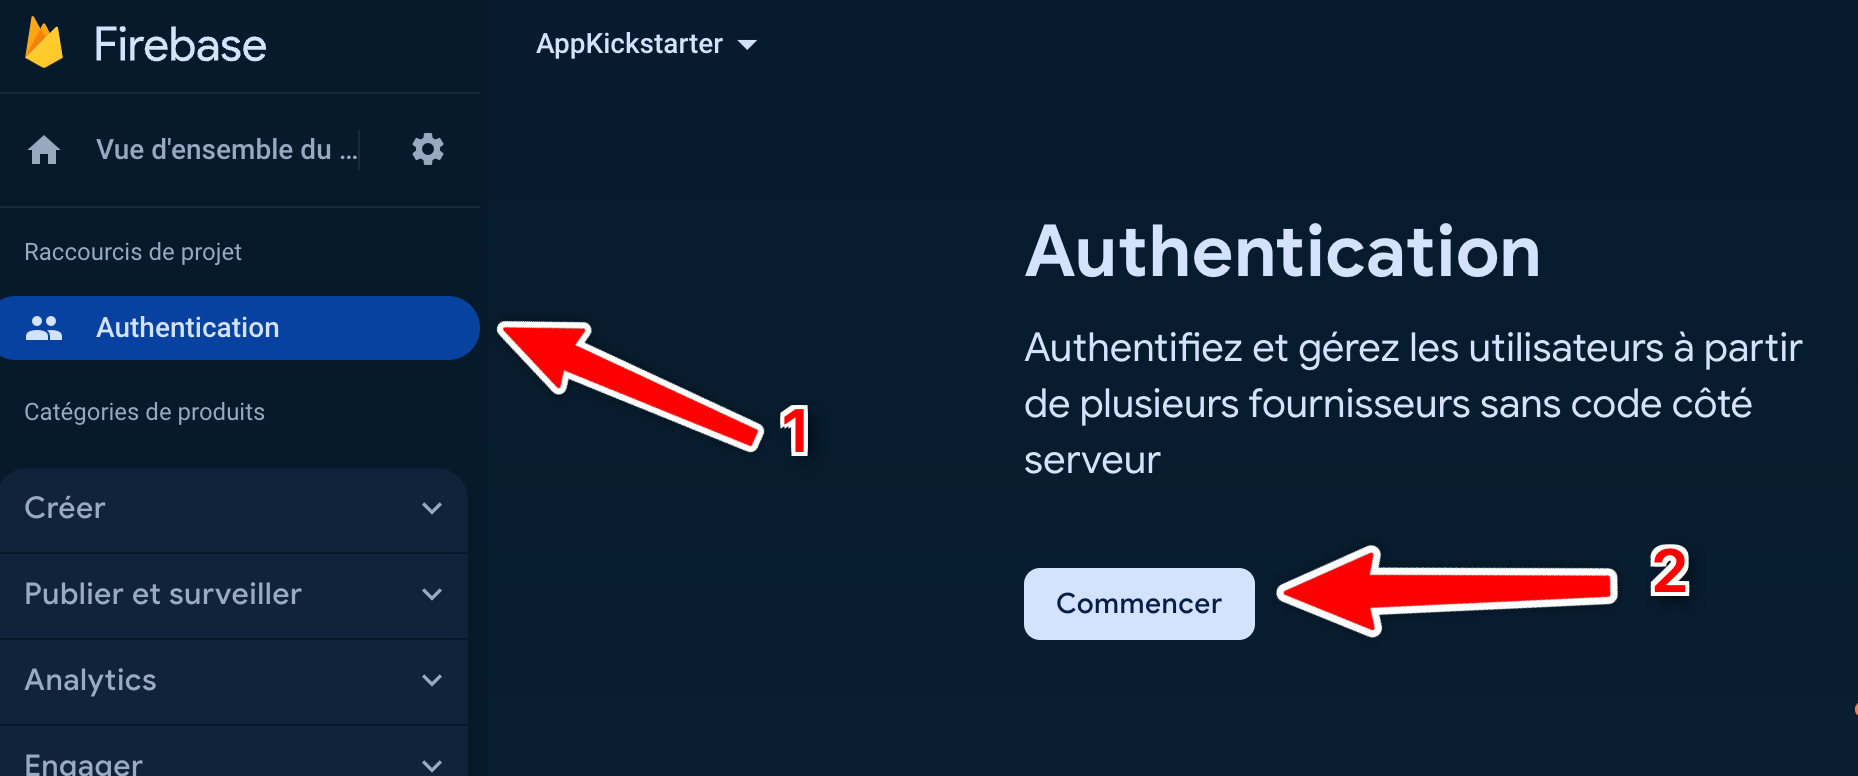 Firebase
AppKickstarter
Vue d'ensemble du ...
Raccourcis de projet
Authentication
Catégories de produits
Créer
Publier et surveiller
Analytics
Engager
Authentication
Authentifiez et gérez les utilisateurs à partir
de plusieurs fournisseurs sans code côté
serveur
Commencer
1
2